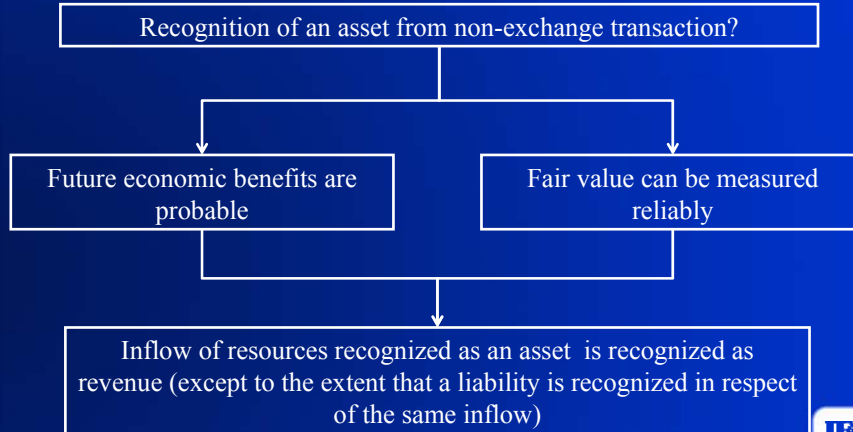 Recognition of an asset from non-exchange transaction?
Future economic benefits are
probable
Fair value can be measured
reliably
Inflow of resources recognized as an asset is recognized as
revenue (except to the extent that a liability is recognized in respect
of the same inflow)